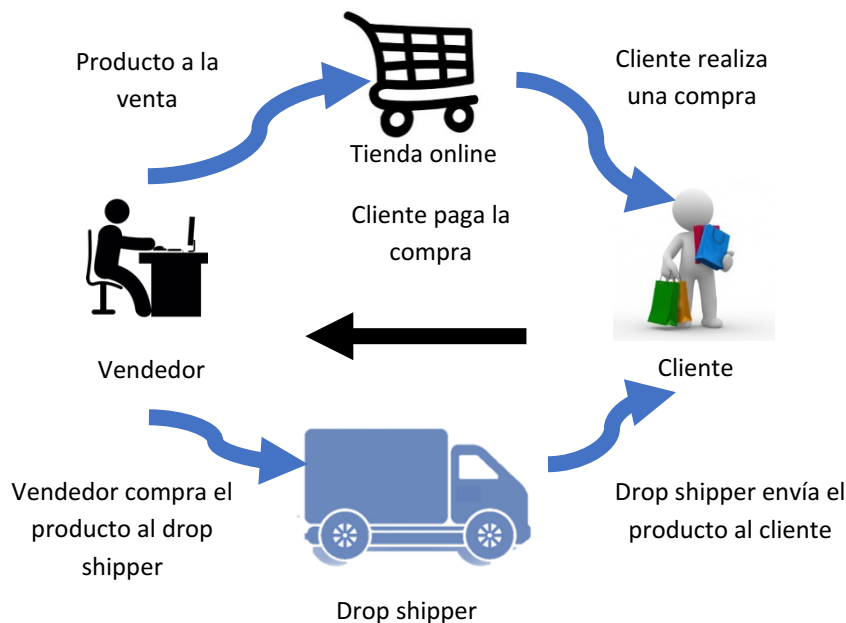 Producto a la
venta
Cliente realiza
una compra
Tienda online
Cliente paga la
compra
Vendedor
Cliente
Vendedor compra el
producto al drop
shipper
Drop shipper envía el
producto al cliente
Drop shipper